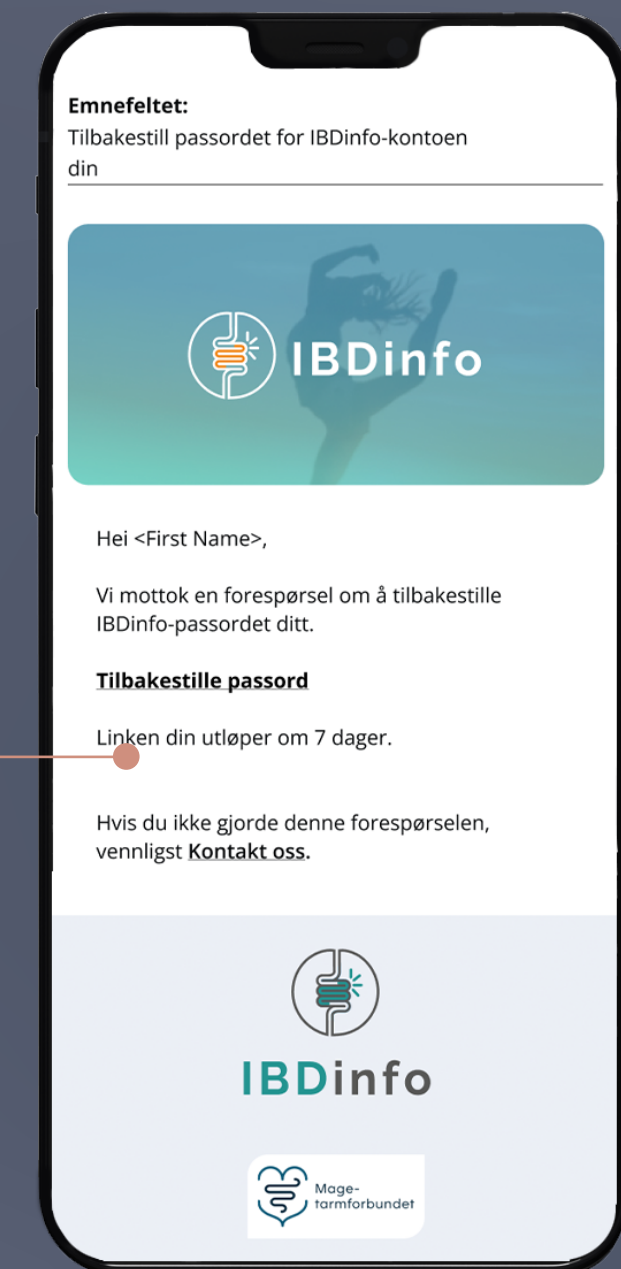 Emnefeltet:
Tilbakestill passordet for IBDinfo-kontoen
din
IBDinfo
Hei <First Name>,
Vi mottok en forespørsel om å tilbakestille
IBDinfo-passordet ditt.
Tilbakestille passord
Linken din utløper om 7 dager.
Hvis du ikke gjorde denne forespørselen,
vennligst Kontakt oss.
IBDinfo
Mage-
tarmforbundet